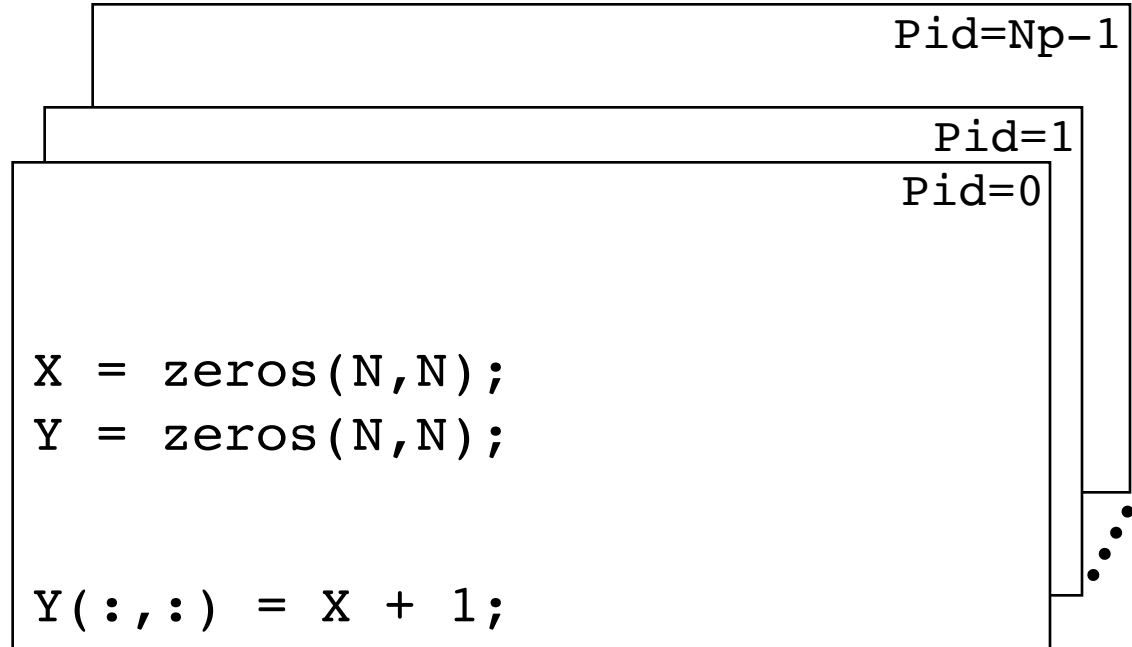 Pid=Np-1
Pid=1
Pid=0
X = zeros(N,N);
Y = zeros(N,N);
Y(:,:) = X + 1;